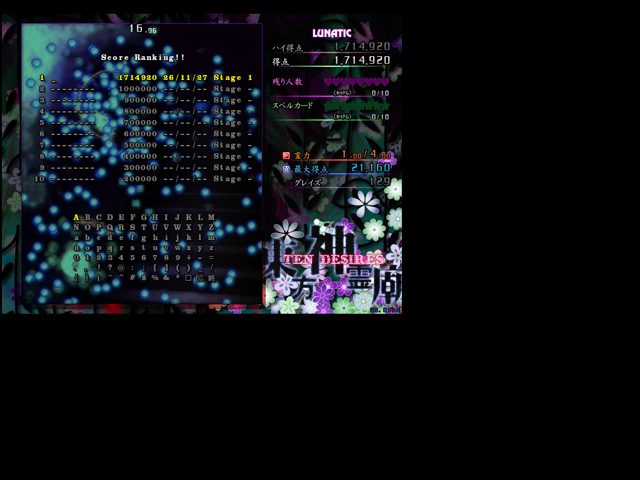 16.96
LUNATIC
Score Ranking!!
ハイ得点 1,714,920
得点 1,714,920
1 _ 1714920 26/11/27 Stage 1
2 -------- 1000000 --/--/-- Stage -
3 -------- 900000 --/--/-- Stage -
4 -------- 800000 --/--/-- Stage -
5 -------- 700000 --/--/-- Stage -
6 -------- 600000 --/--/-- Stage -
7 -------- 500000 --/--/-- Stage -
8 -------- 400000 --/--/-- Stage -
9 -------- 300000 --/--/-- Stage -
10 -------- 200000 --/--/-- Stage -
残り人数
0/10
スペルカード
0/10
霊力 1.00/4.00
最大得点 21,160
グレイズ 129
A B C D E F G H I J K L M
N O P Q R S T U V W X Y Z
a b c d e f g h i j k l m
n o p q r s t u v w x y z
0 1 2 3 4 5 6 7 8 9 + - =
. , ! ? @ : ; [ ] ( ) _ /
{ } | ~ ^ # $ % & *
東方神霊廟
TEN DESIRES